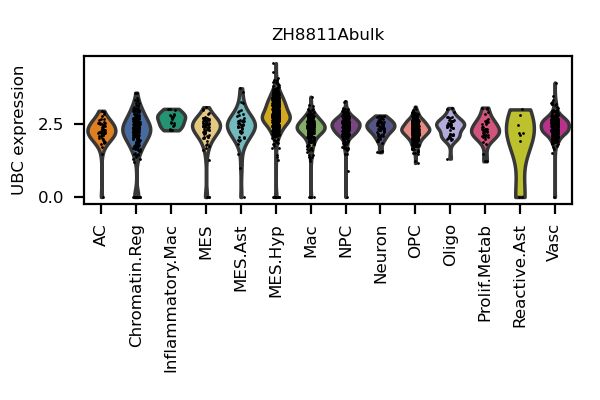 ZH8811Abulk
UBC expression
2.5
0.0
AC
Chromatin.Reg
Inflammatory.Mac
MES
MES.Ast
MES.Hyp
Mac
NPC
Neuron
OPC
Oligo
Prolif.Metab
Reactive.Ast
Vasc